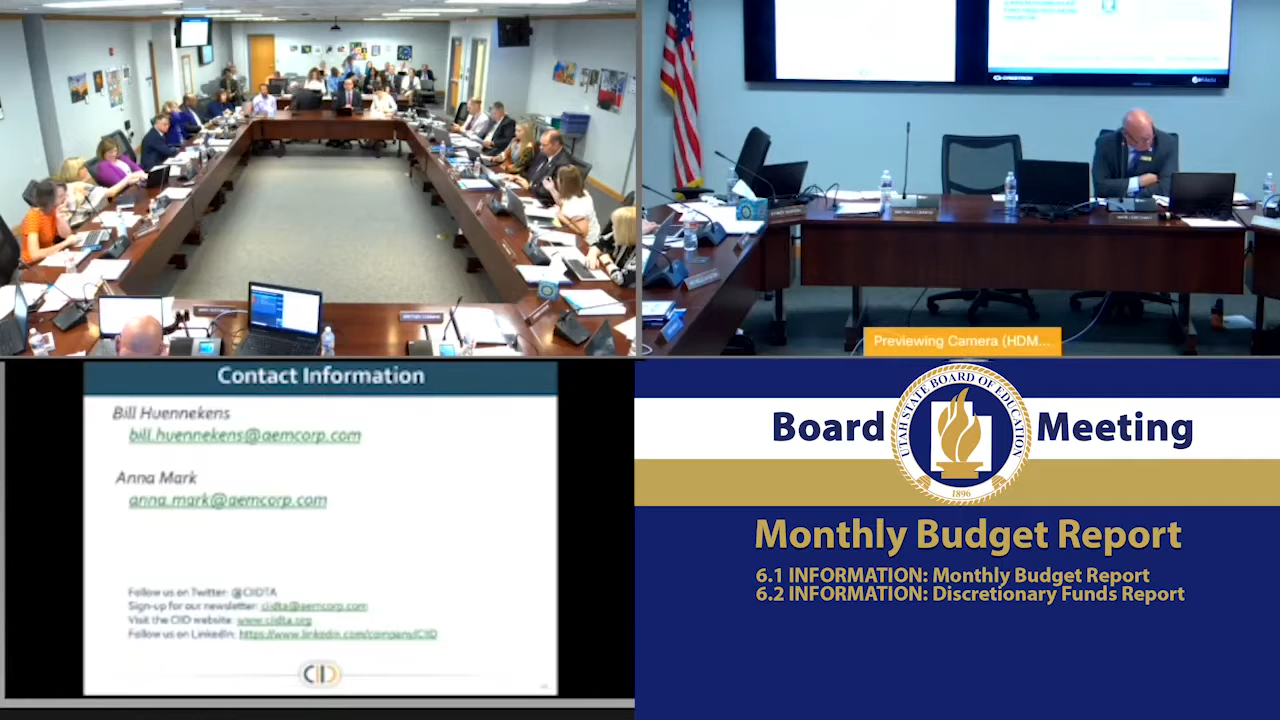 Previewing Camera (HDM...
Contact Information
Bill Huennekens
bill.huennekens@aemcorp.com
Anna Mark
anna.mark@aemcorp.com
Follow us on Twitter: @CIIDTA
Sign-up for our newsletter: ciidta@aemcorp.com
Visit the CIID website: www.ciidta.org
Follow us on LinkedIn: https://www.linkedin.com/company/CIID
CIID
Board
UTAH STATE BOARD OF EDUCATION
1896
Meeting
Monthly Budget Report
6.1 INFORMATION: Monthly Budget Report
6.2 INFORMATION: Discretionary Funds Report